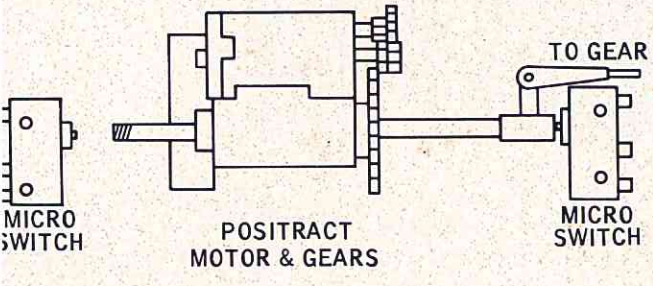 TO GEAR
MICRO
SWITCH
POSITRACT
MOTOR & GEARS
MICRO
SWITCH